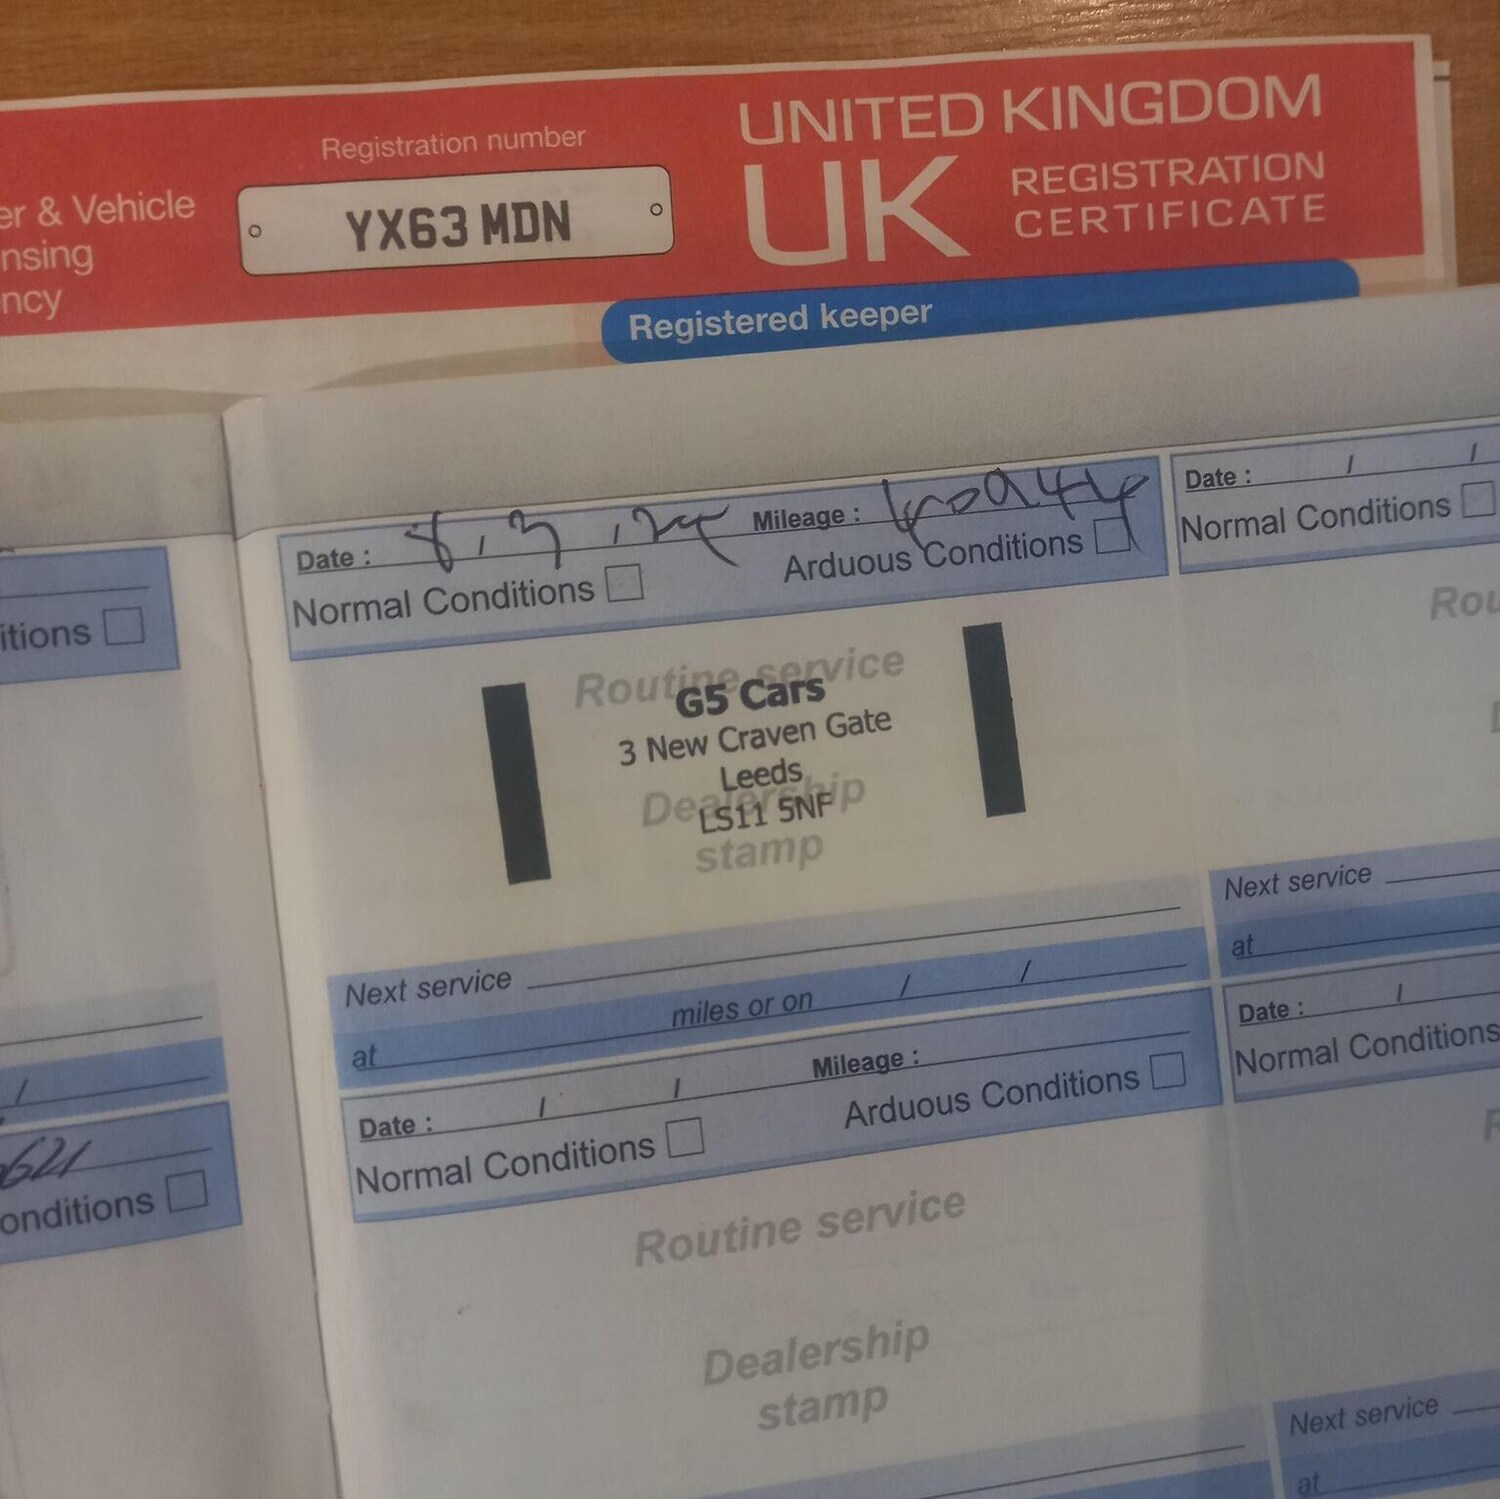 er & Vehicle
nsing
ncy
Registration number
YX63 MDN
UNITED KINGDOM
UK
REGISTRATION
CERTIFICATE
Registered keeper
itions
/
621
onditions
Date : 8 / 3 / Mileage :
Normal Conditions Arduous Conditions
Routine service
G5 Cars
3 New Craven Gate
Leeds
Dealership
LS11 5NF
stamp
Next service
at miles or on / /
Date : / / Mileage :
Normal Conditions Arduous Conditions
Routine service
Dealership
stamp
Date : / /
Normal Conditions
Rou
Next service
at
Date : /
Normal Conditions
Next service
at